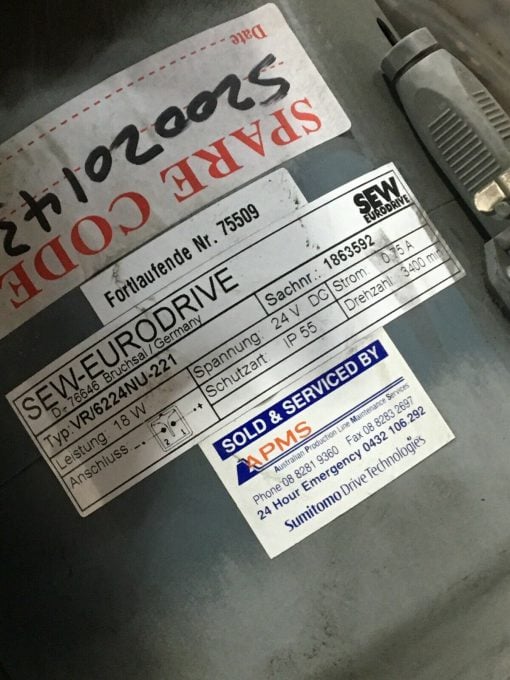 Date
SPARE CODE
Fortlaufende Nr. 75509
SEW
EURODRIVE
SEW-EURODRIVE
D-76646 Bruchsal / Germany
Sachnr.: 1863592
Typ VR/6224NU-221
Spannung: 24 V DC Strom: 0.75 A
Leistung 18 W
Schutzart IP 55
Drehzahl: 3400 min
Anschluss
SOLD & SERVICED BY
APMS
Australian Production Line Maintenance Services
Phone 08 8281 9360 Fax 08 8283 2697
24 Hour Emergency 0432 106 292
Sumitomo Drive Technologies